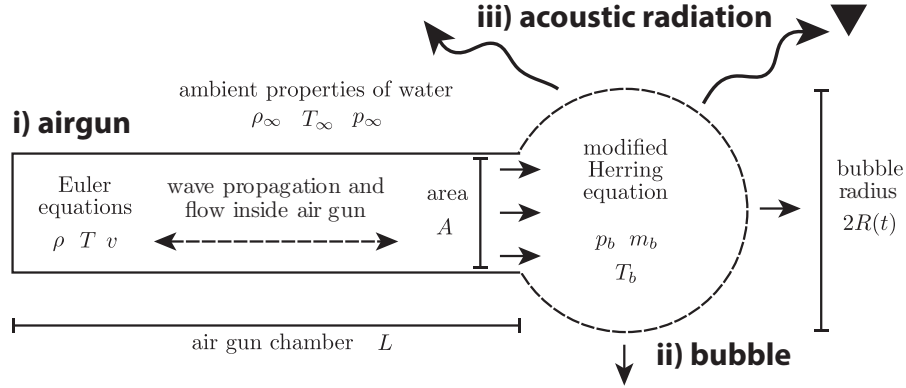 iii) acoustic radiation
ambient properties of water
ρ∞ T∞ p∞
i) airgun
Euler
equations
ρ T v
wave propagation and
flow inside air gun
area
A
modified
Herring
equation
p_b m_b
T_b
bubble
radius
2R(t)
air gun chamber L
ii) bubble